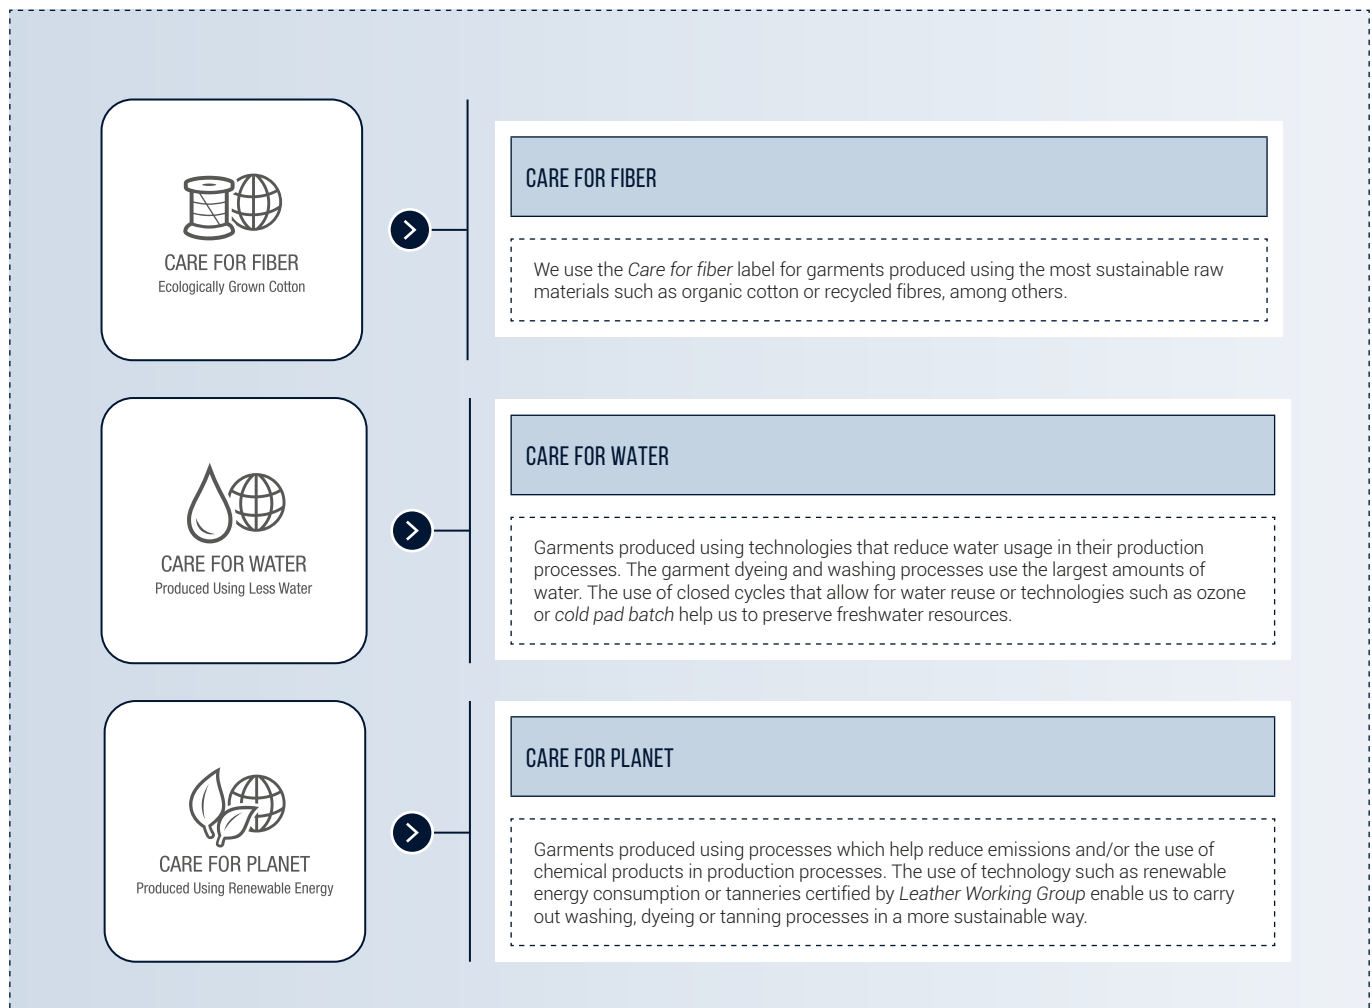 CARE FOR FIBER
Ecologically Grown Cotton
CARE FOR FIBER
We use the Care for fiber label for garments produced using the most sustainable raw
materials such as organic cotton or recycled fibres, among others.
CARE FOR WATER
Produced Using Less Water
CARE FOR WATER
Garments produced using technologies that reduce water usage in their production
processes. The garment dyeing and washing processes use the largest amounts of
water. The use of closed cycles that allow for water reuse or technologies such as ozone
or cold pad batch help us to preserve freshwater resources.
CARE FOR PLANET
Produced Using Renewable Energy
CARE FOR PLANET
Garments produced using processes which help reduce emissions and/or the use of
chemical products in production processes. The use of technology such as renewable
energy consumption or tanneries certified by Leather Working Group enable us to carry
out washing, dyeing or tanning processes in a more sustainable way.